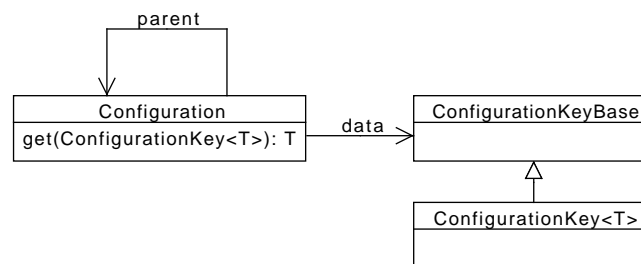 parent
Configuration
get(ConfigurationKey<T>): T
data
ConfigurationKeyBase
ConfigurationKey<T>